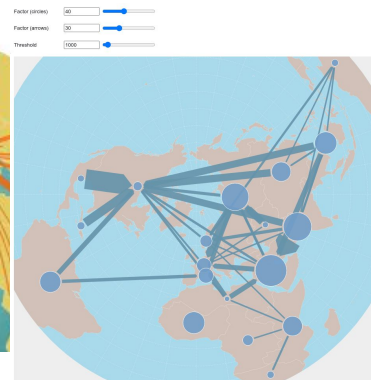 Factor (circles) 40
Factor (arrows) 30
Threshold 1000